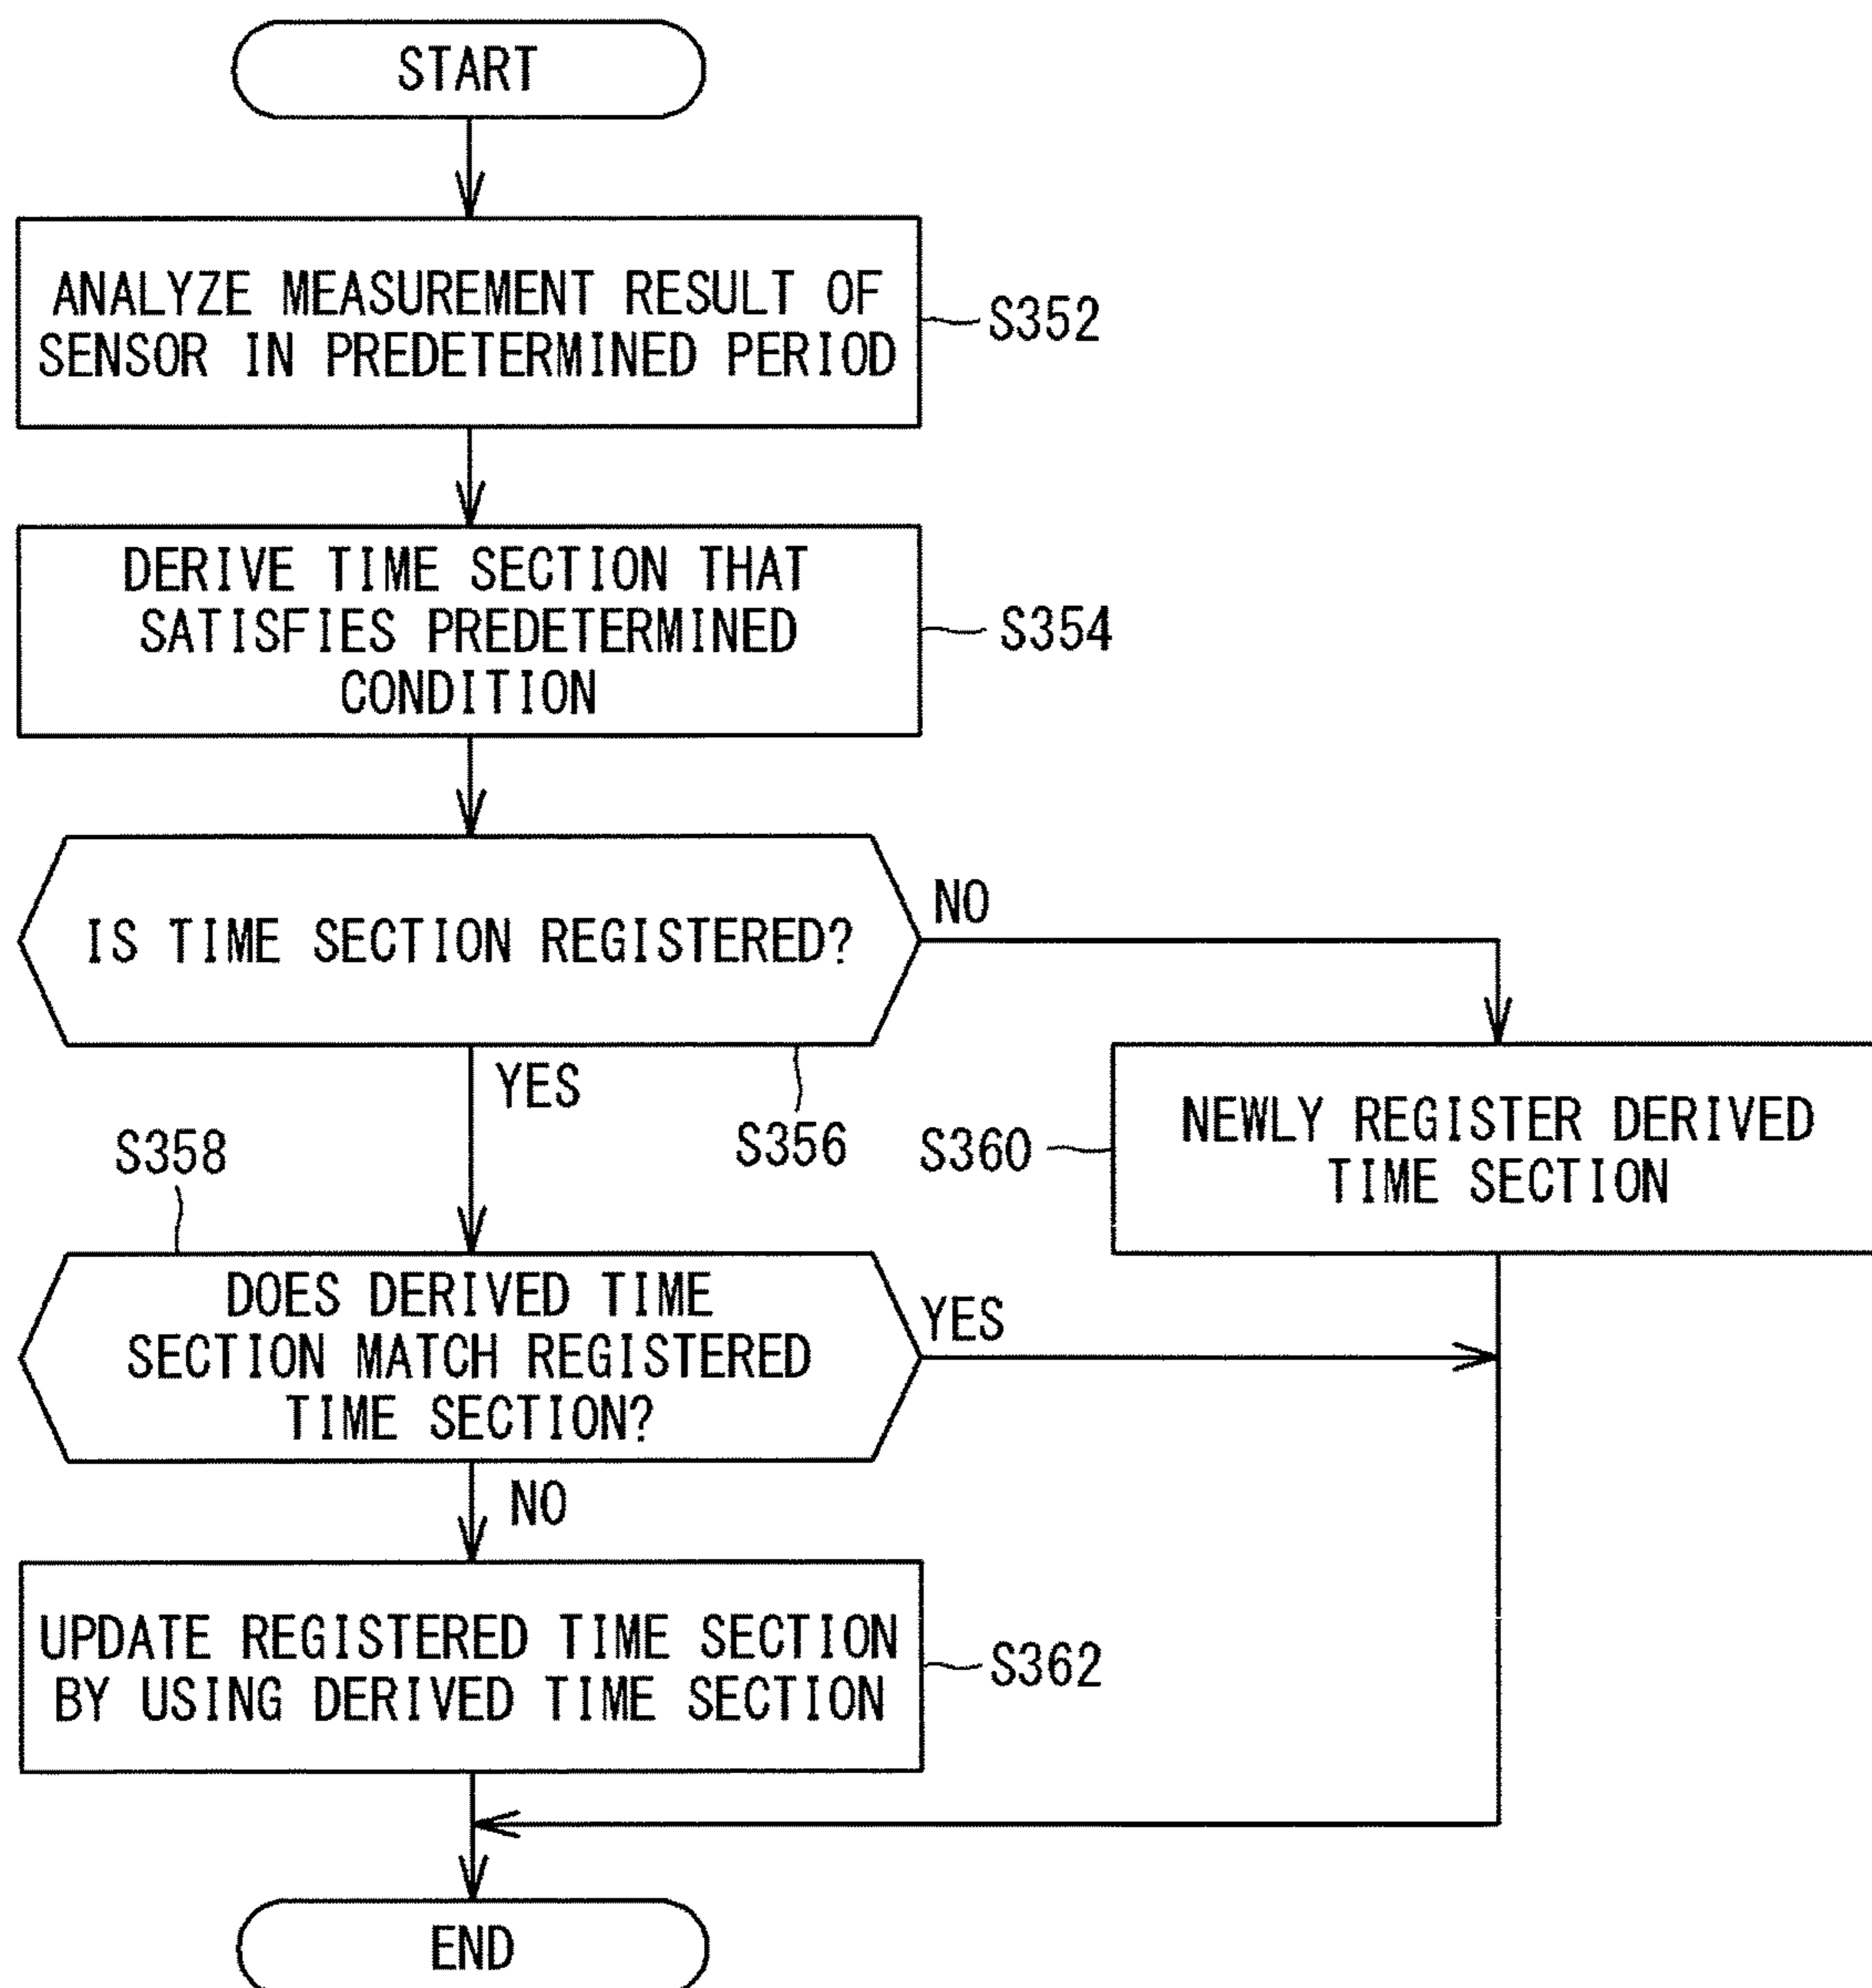 START
ANALYZE MEASUREMENT RESULT OF
SENSOR IN PREDETERMINED PERIOD
S352
DERIVE TIME SECTION THAT
SATISFIES PREDETERMINED
CONDITION
S354
IS TIME SECTION REGISTERED?
NO
YES
S356
S360
NEWLY REGISTER DERIVED
TIME SECTION
S358
DOES DERIVED TIME
SECTION MATCH REGISTERED
TIME SECTION?
YES
NO
UPDATE REGISTERED TIME SECTION
BY USING DERIVED TIME SECTION
S362
END